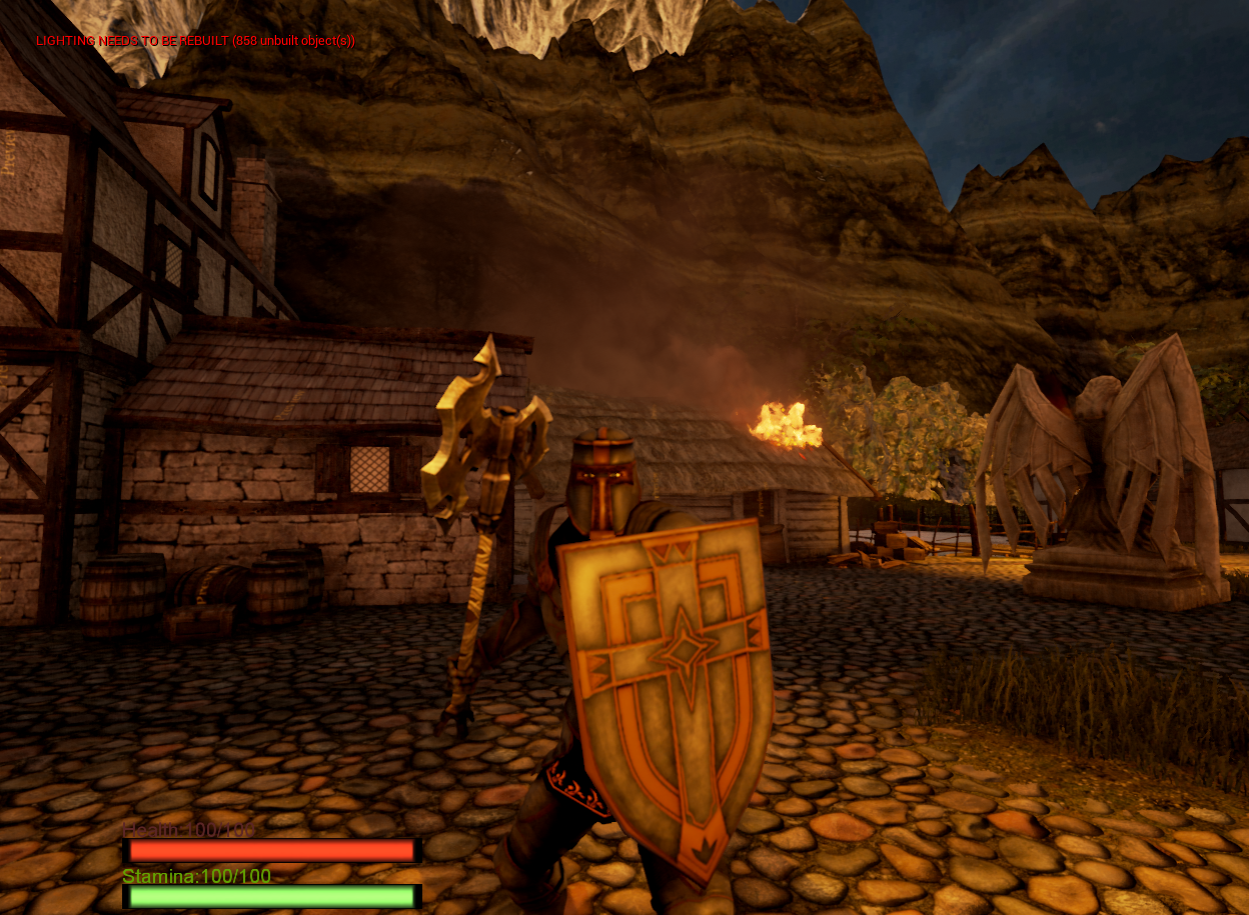 LIGHTING NEEDS TO BE REBUILT (858 unbuilt object(s))
Health:100/100
Stamina:100/100